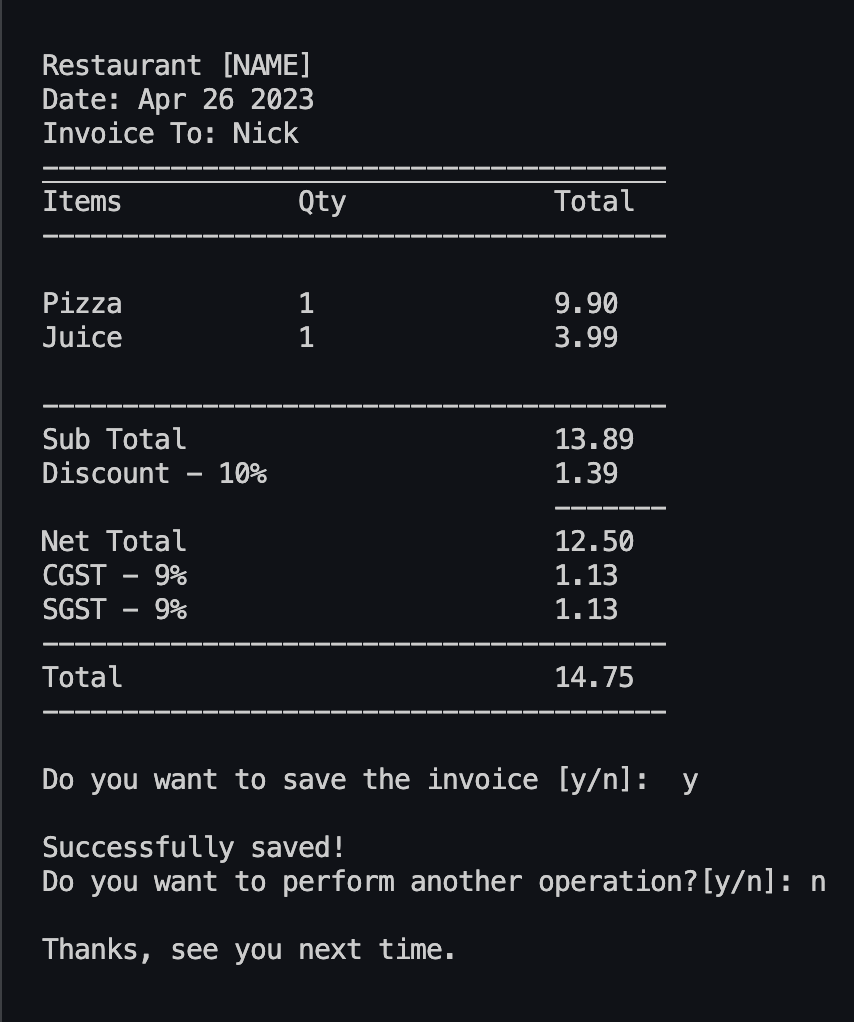 Restaurant [NAME]
Date: Apr 26 2023
Invoice To: Nick
---------------------------------------
Items Qty Total
---------------------------------------
Pizza 1 9.90
Juice 1 3.99
---------------------------------------
Sub Total 13.89
Discount - 10% 1.39
-------
Net Total 12.50
CGST - 9% 1.13
SGST - 9% 1.13
---------------------------------------
Total 14.75
---------------------------------------
Do you want to save the invoice [y/n]:  y
Successfully saved!
Do you want to perform another operation?[y/n]: n
Thanks, see you next time.